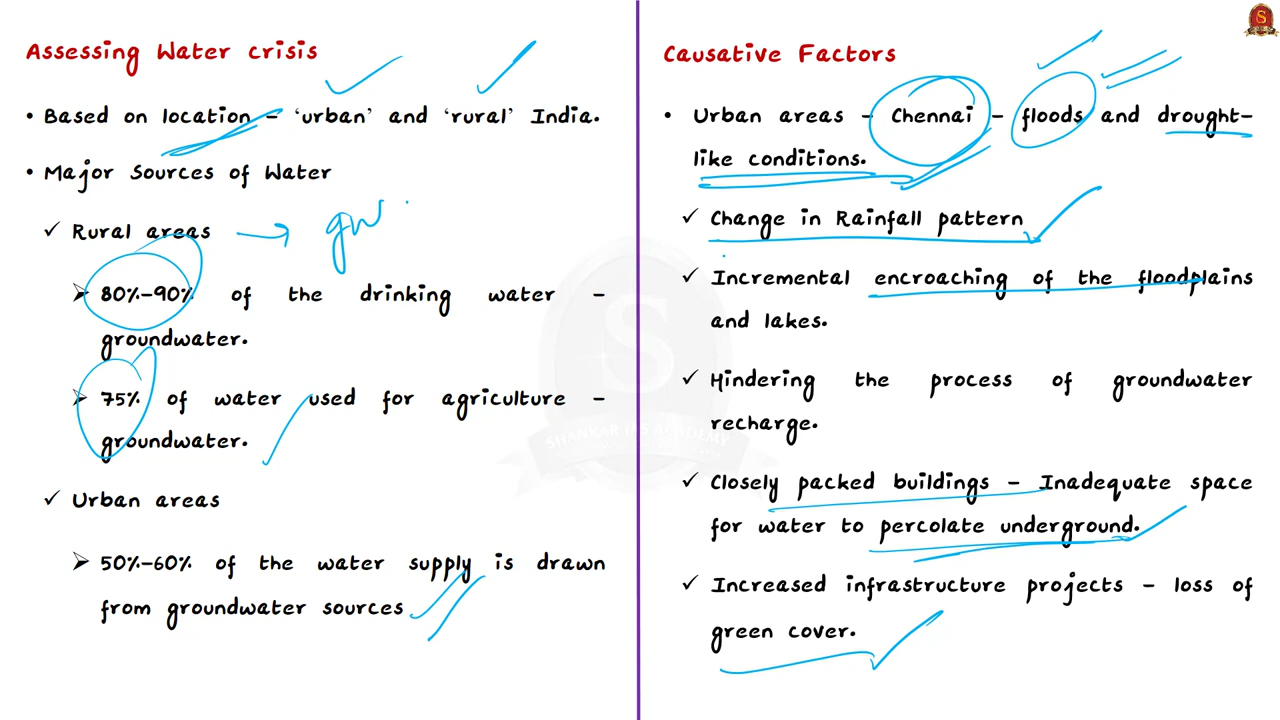 Assessing Water crisis
• Based on location – ‘urban’ and ‘rural’ India.
• Major Sources of Water
✓ Rural areas → gw
➢ 80%-90% of the drinking water –
groundwater.
➢ 75% of water used for agriculture –
groundwater.
✓ Urban areas
➢ 50%-60% of the water supply is drawn
from groundwater sources
Causative Factors
• Urban areas – Chennai – floods and drought-
like conditions.
✓ Change in Rainfall pattern
✓ Incremental encroaching of the floodplains
and lakes.
✓ Hindering the process of groundwater
recharge.
✓ Closely packed buildings – Inadequate space
for water to percolate underground.
✓ Increased infrastructure projects – loss of
green cover.
S
SHANKAR IAS ACADEMY
S